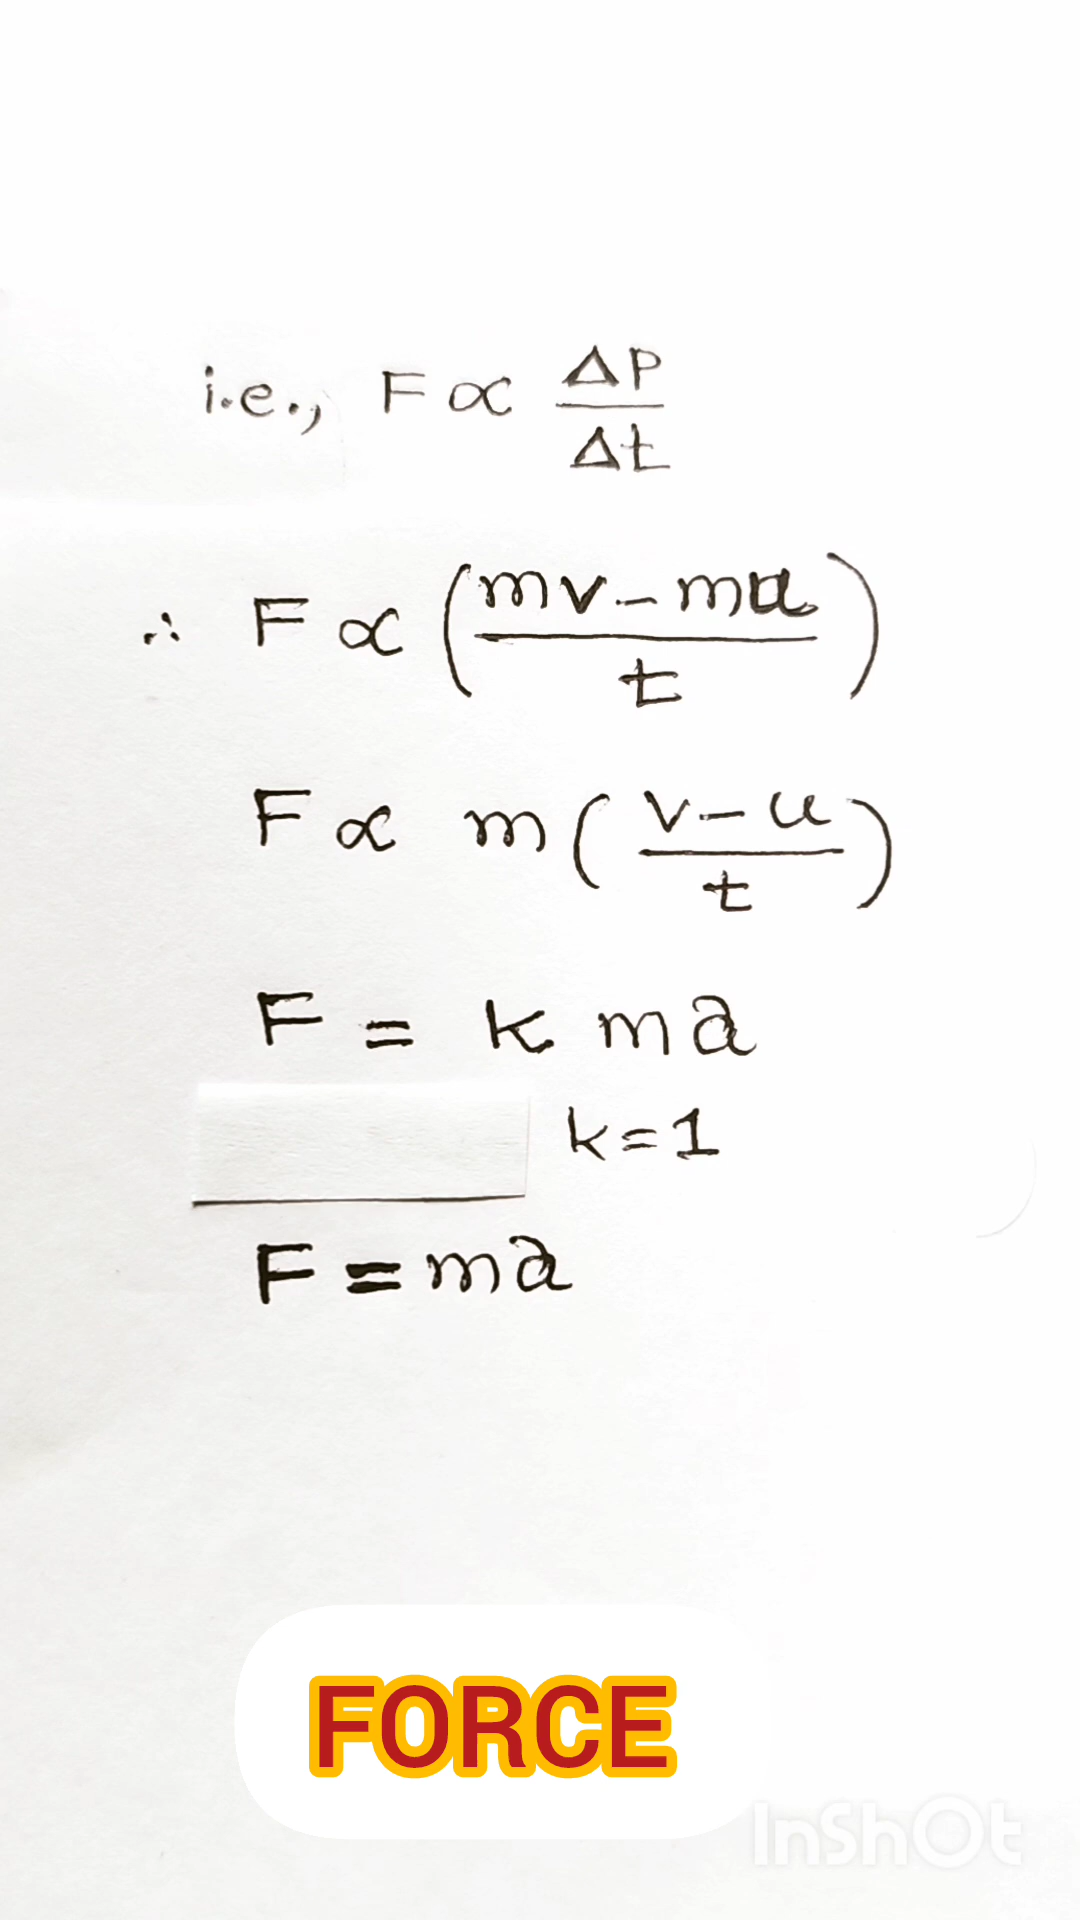 i.e., F ∝ ΔP/Δt
∴ F ∝ (mv - mu/t)
F ∝ m(v - u/t)
F = k ma
k = 1
F = ma
FORCE
InShOt